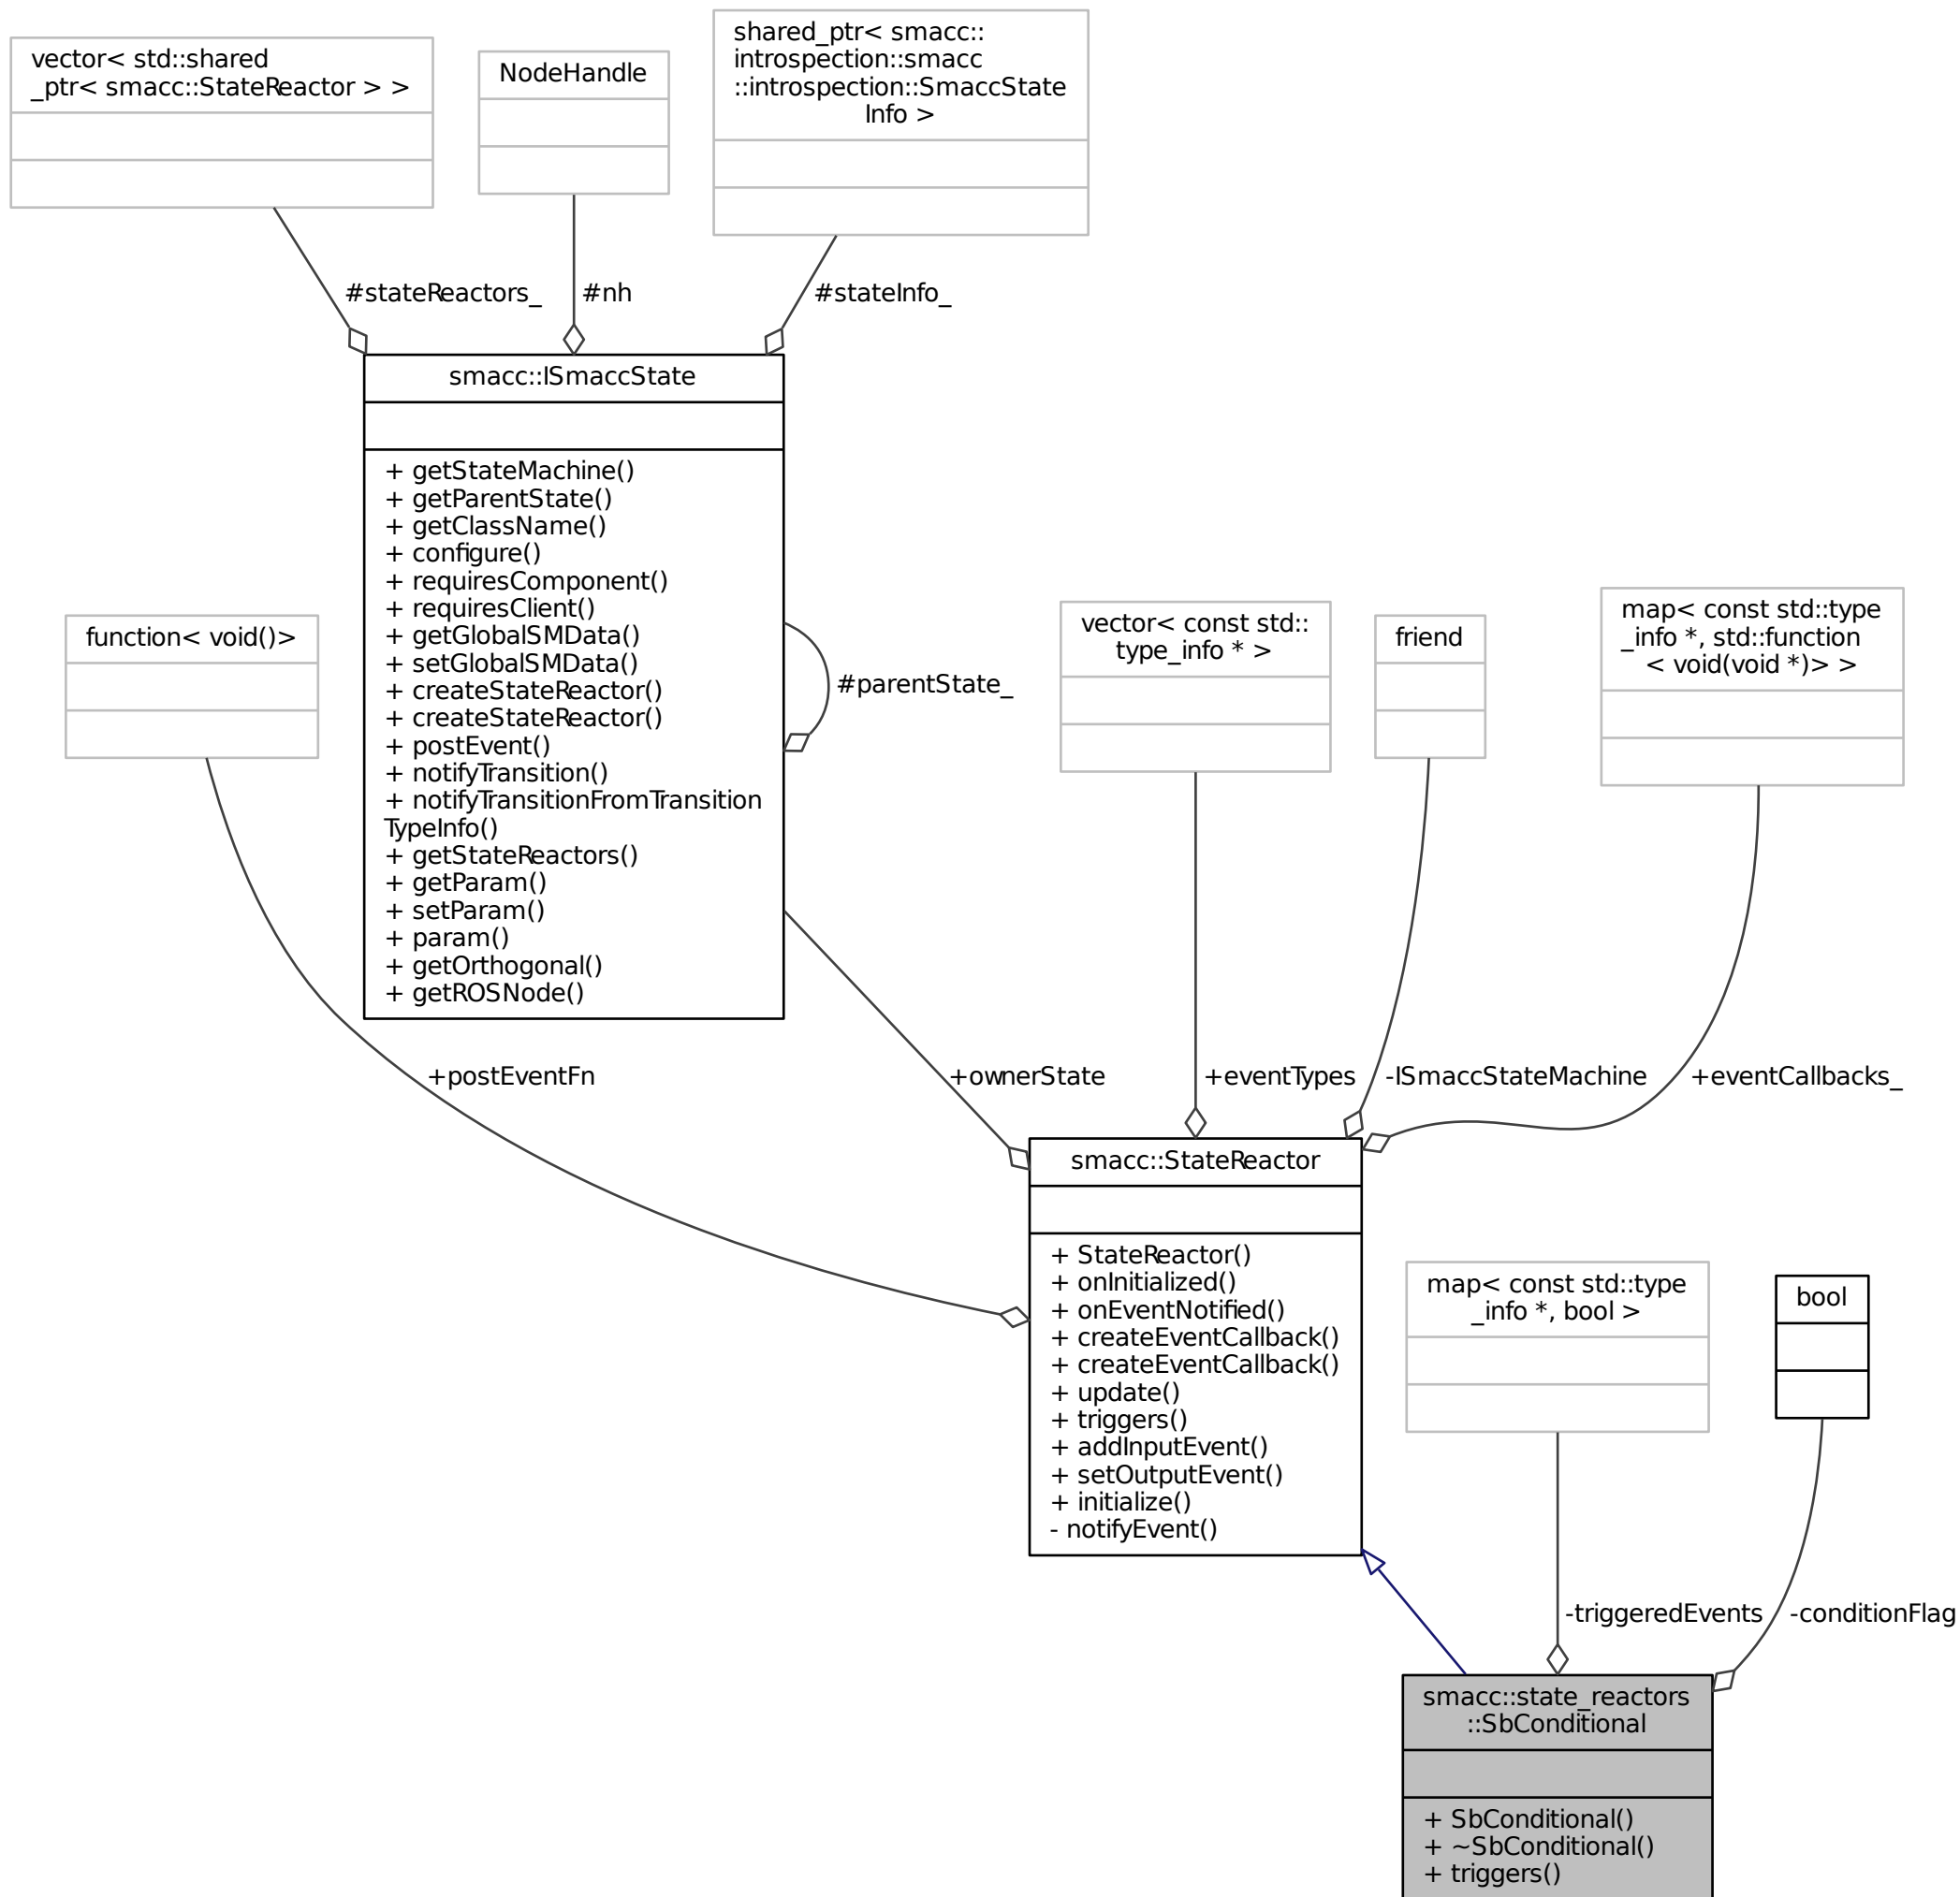 vector< std::shared
_ptr< smacc::StateReactor > >
NodeHandle
shared_ptr< smacc::
introspection::smacc
::introspection::SmaccState
Info >
#stateReactors_
#nh
#stateInfo_
smacc::ISmaccState
+ getStateMachine()
+ getParentState()
+ getClassName()
+ configure()
+ requiresComponent()
+ requiresClient()
+ getGlobalSMData()
+ setGlobalSMData()
+ createStateReactor()
+ createStateReactor()
+ postEvent()
+ notifyTransition()
+ notifyTransitionFromTransition
TypeInfo()
+ getStateReactors()
+ getParam()
+ setParam()
+ param()
+ getOrthogonal()
+ getROSNode()
#parentState_
function< void()>
vector< const std::
type_info * >
friend
map< const std::type
_info *, std::function
< void(void *)> >
+postEventFn
+ownerState
+eventTypes
-ISmaccStateMachine
+eventCallbacks_
smacc::StateReactor
+ StateReactor()
+ onInitialized()
+ onEventNotified()
+ createEventCallback()
+ createEventCallback()
+ update()
+ triggers()
+ addInputEvent()
+ setOutputEvent()
+ initialize()
- notifyEvent()
map< const std::type
_info *, bool >
bool
-triggeredEvents
-conditionFlag
smacc::state_reactors
::SbConditional
+ SbConditional()
+ ~SbConditional()
+ triggers()